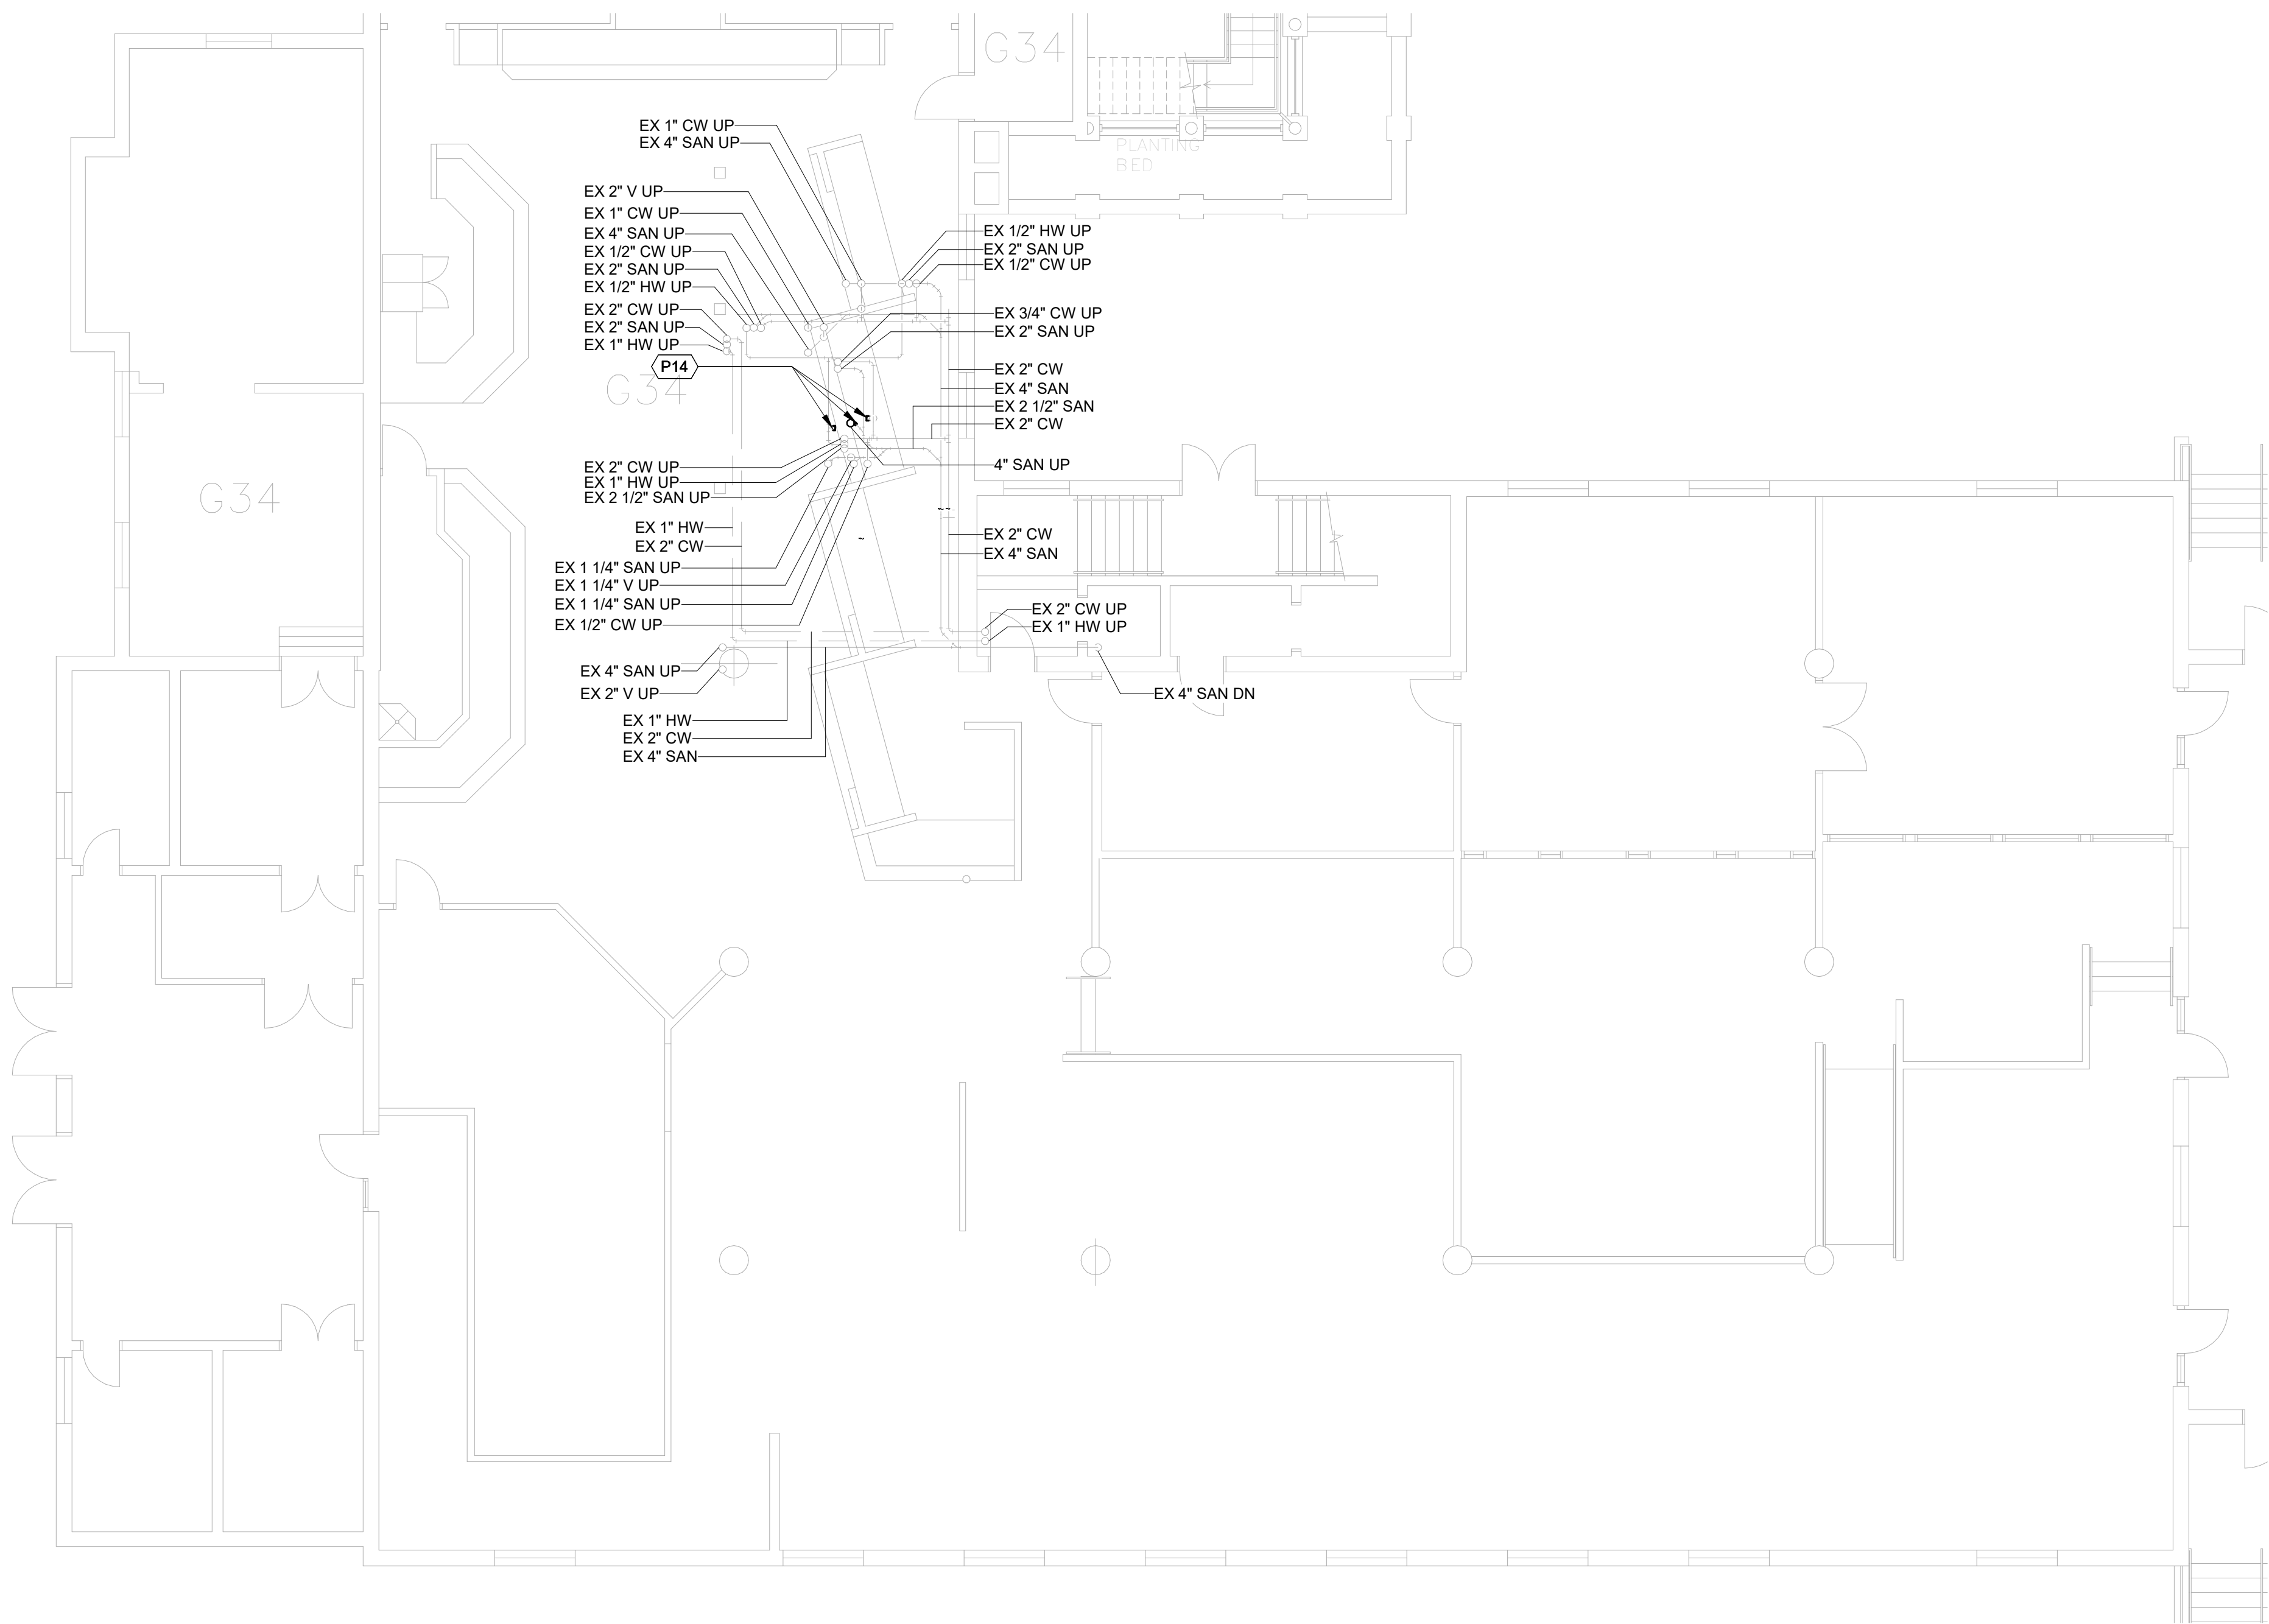 G34
PLANTING
BED
EX 1" CW UP
EX 4" SAN UP
EX 2" V UP
EX 1" CW UP
EX 4" SAN UP
EX 1/2" CW UP
EX 2" SAN UP
EX 1/2" HW UP
EX 2" CW UP
EX 2" SAN UP
EX 1" HW UP
P14
G34
EX 1/2" HW UP
EX 2" SAN UP
EX 1/2" CW UP
EX 3/4" CW UP
EX 2" SAN UP
EX 2" CW
EX 4" SAN
EX 2 1/2" SAN
EX 2" CW
4" SAN UP
G34
EX 2" CW UP
EX 1" HW UP
EX 2 1/2" SAN UP
EX 1" HW
EX 2" CW
EX 1 1/4" SAN UP
EX 1 1/4" V UP
EX 1 1/4" SAN UP
EX 1/2" CW UP
EX 2" CW
EX 4" SAN
EX 2" CW UP
EX 1" HW UP
EX 4" SAN UP
EX 2" V UP
EX 4" SAN DN
EX 1" HW
EX 2" CW
EX 4" SAN